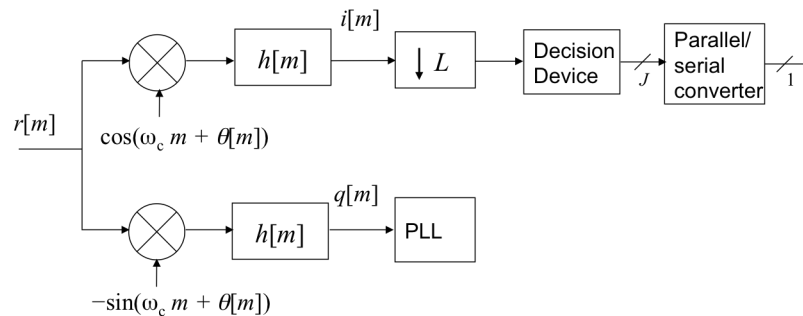 i[m]
h[m]
↓ L
Decision
Device
J
Parallel/
serial
converter
1
r[m]
cos(ω_c m + θ[m])
q[m]
h[m]
PLL
−sin(ω_c m + θ[m])